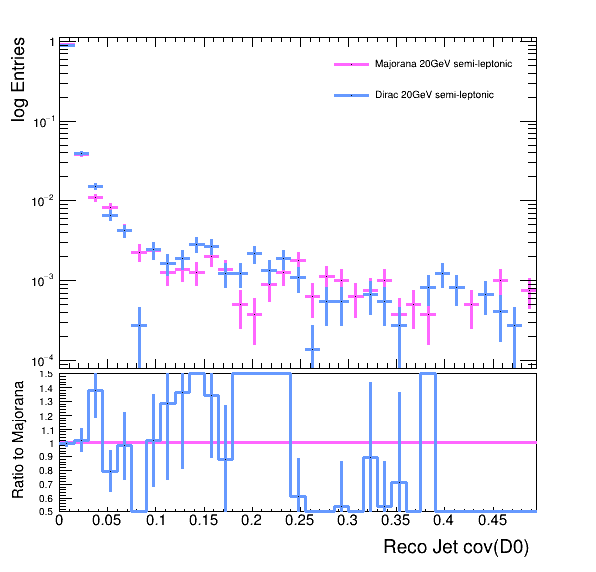 log Entries
1
10⁻¹
10⁻²
10⁻³
10⁻⁴
Majorana 20GeV semi-leptonic
Dirac 20GeV semi-leptonic
Ratio to Majorana
1.5
1.4
1.3
1.2
1.1
1
0.9
0.8
0.7
0.6
0.5
0 0.05 0.1 0.15 0.2 0.25 0.3 0.35 0.4 0.45
Reco Jet cov(D0)